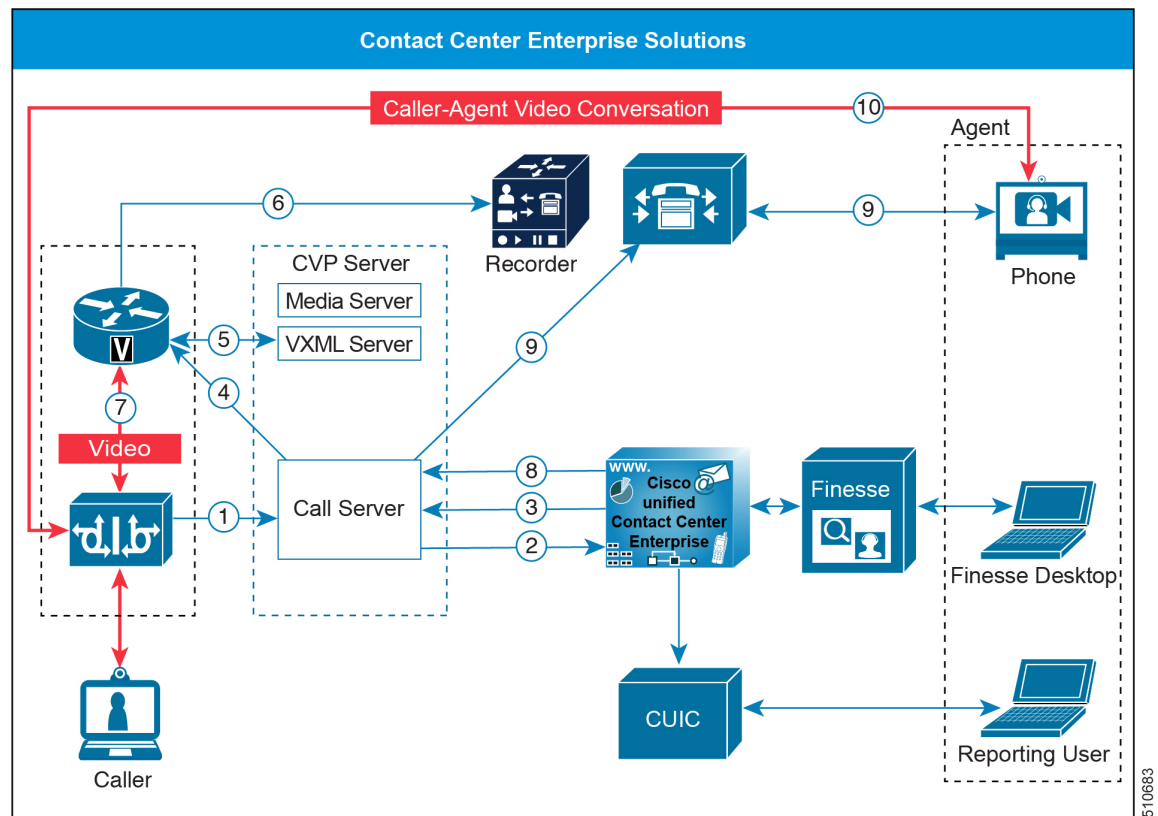 Contact Center Enterprise Solutions
Caller-Agent Video Conversation
10
Agent
6
9
Recorder
Phone
CVP Server
Media Server
VXML Server
5
V
4
9
7
Video
Call Server
1
8
3
2
www.
Cisco
unified
Contact Center
Enterprise
@
Finesse
Finesse Desktop
Caller
CUIC
Reporting User
510683